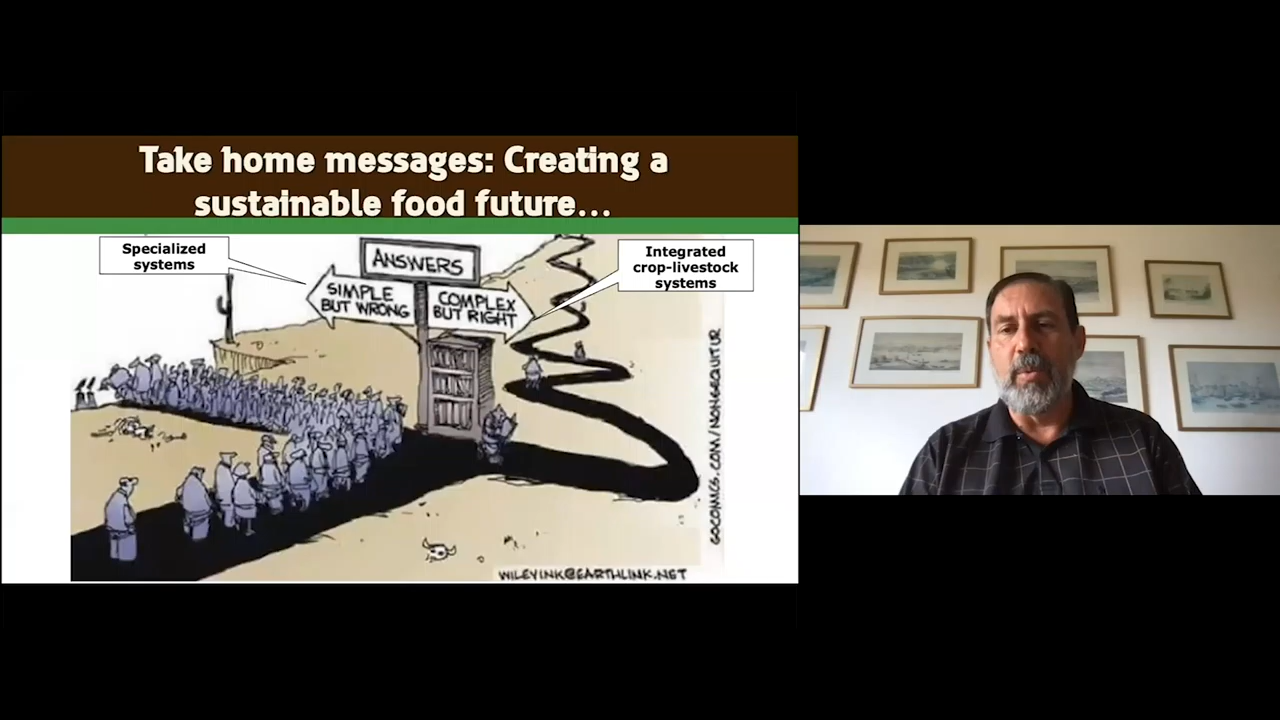 Take home messages: Creating a
sustainable food future...
Specialized
systems
Integrated
crop-livestock
systems
ANSWERS
SIMPLE
BUT WRONG
COMPLEX
BUT RIGHT
GOCOMICS.COM/NONSEQUITUR
WILEYINK@EARTHLINK.NET